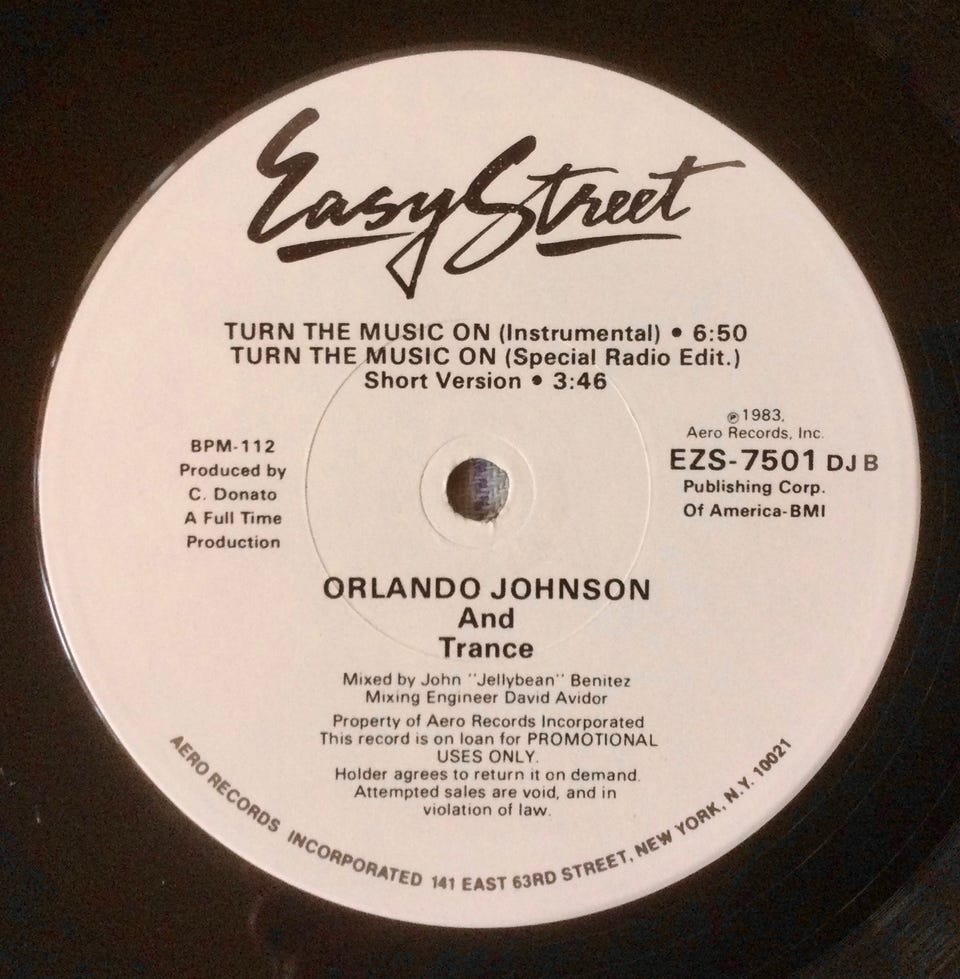 Easy Street
TURN THE MUSIC ON (Instrumental) • 6:50
TURN THE MUSIC ON (Special Radio Edit.)
Short Version • 3:46
BPM-112
Produced by
C. Donato
A Full Time
Production
℗1983,
Aero Records, Inc.
EZS-7501 DJ B
Publishing Corp.
Of America-BMI
ORLANDO JOHNSON
And
Trance
Mixed by John "Jellybean" Benitez
Mixing Engineer David Avidor
Property of Aero Records Incorporated
This record is on loan for PROMOTIONAL
USES ONLY.
Holder agrees to return it on demand.
Attempted sales are void, and in
violation of law.
AERO RECORDS INCORPORATED 141 EAST 63RD STREET, NEW YORK, N.Y. 10021